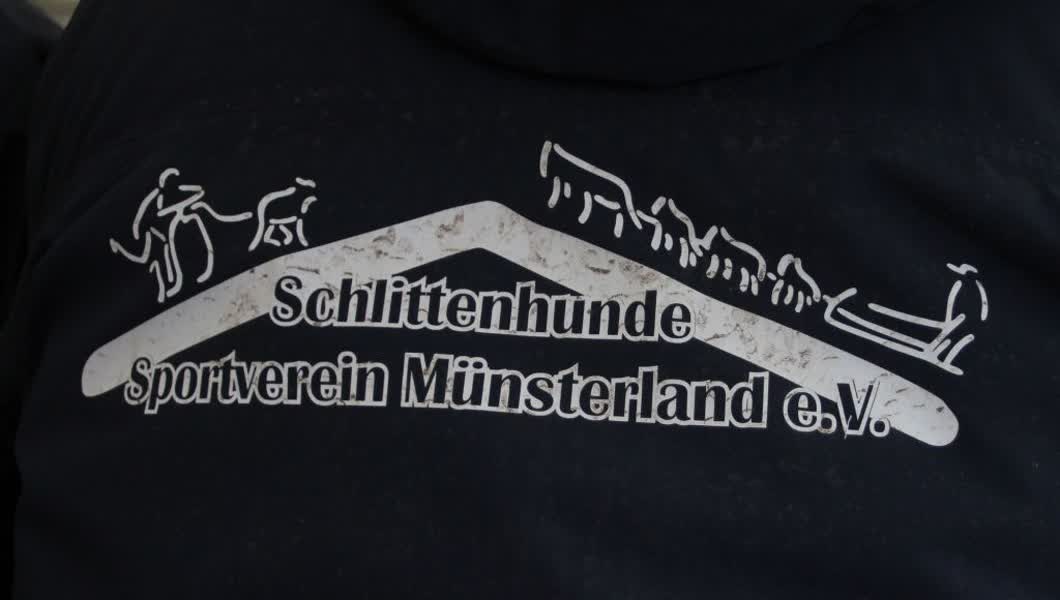 Schlittenhunde
Sportverein Münsterland e.V.